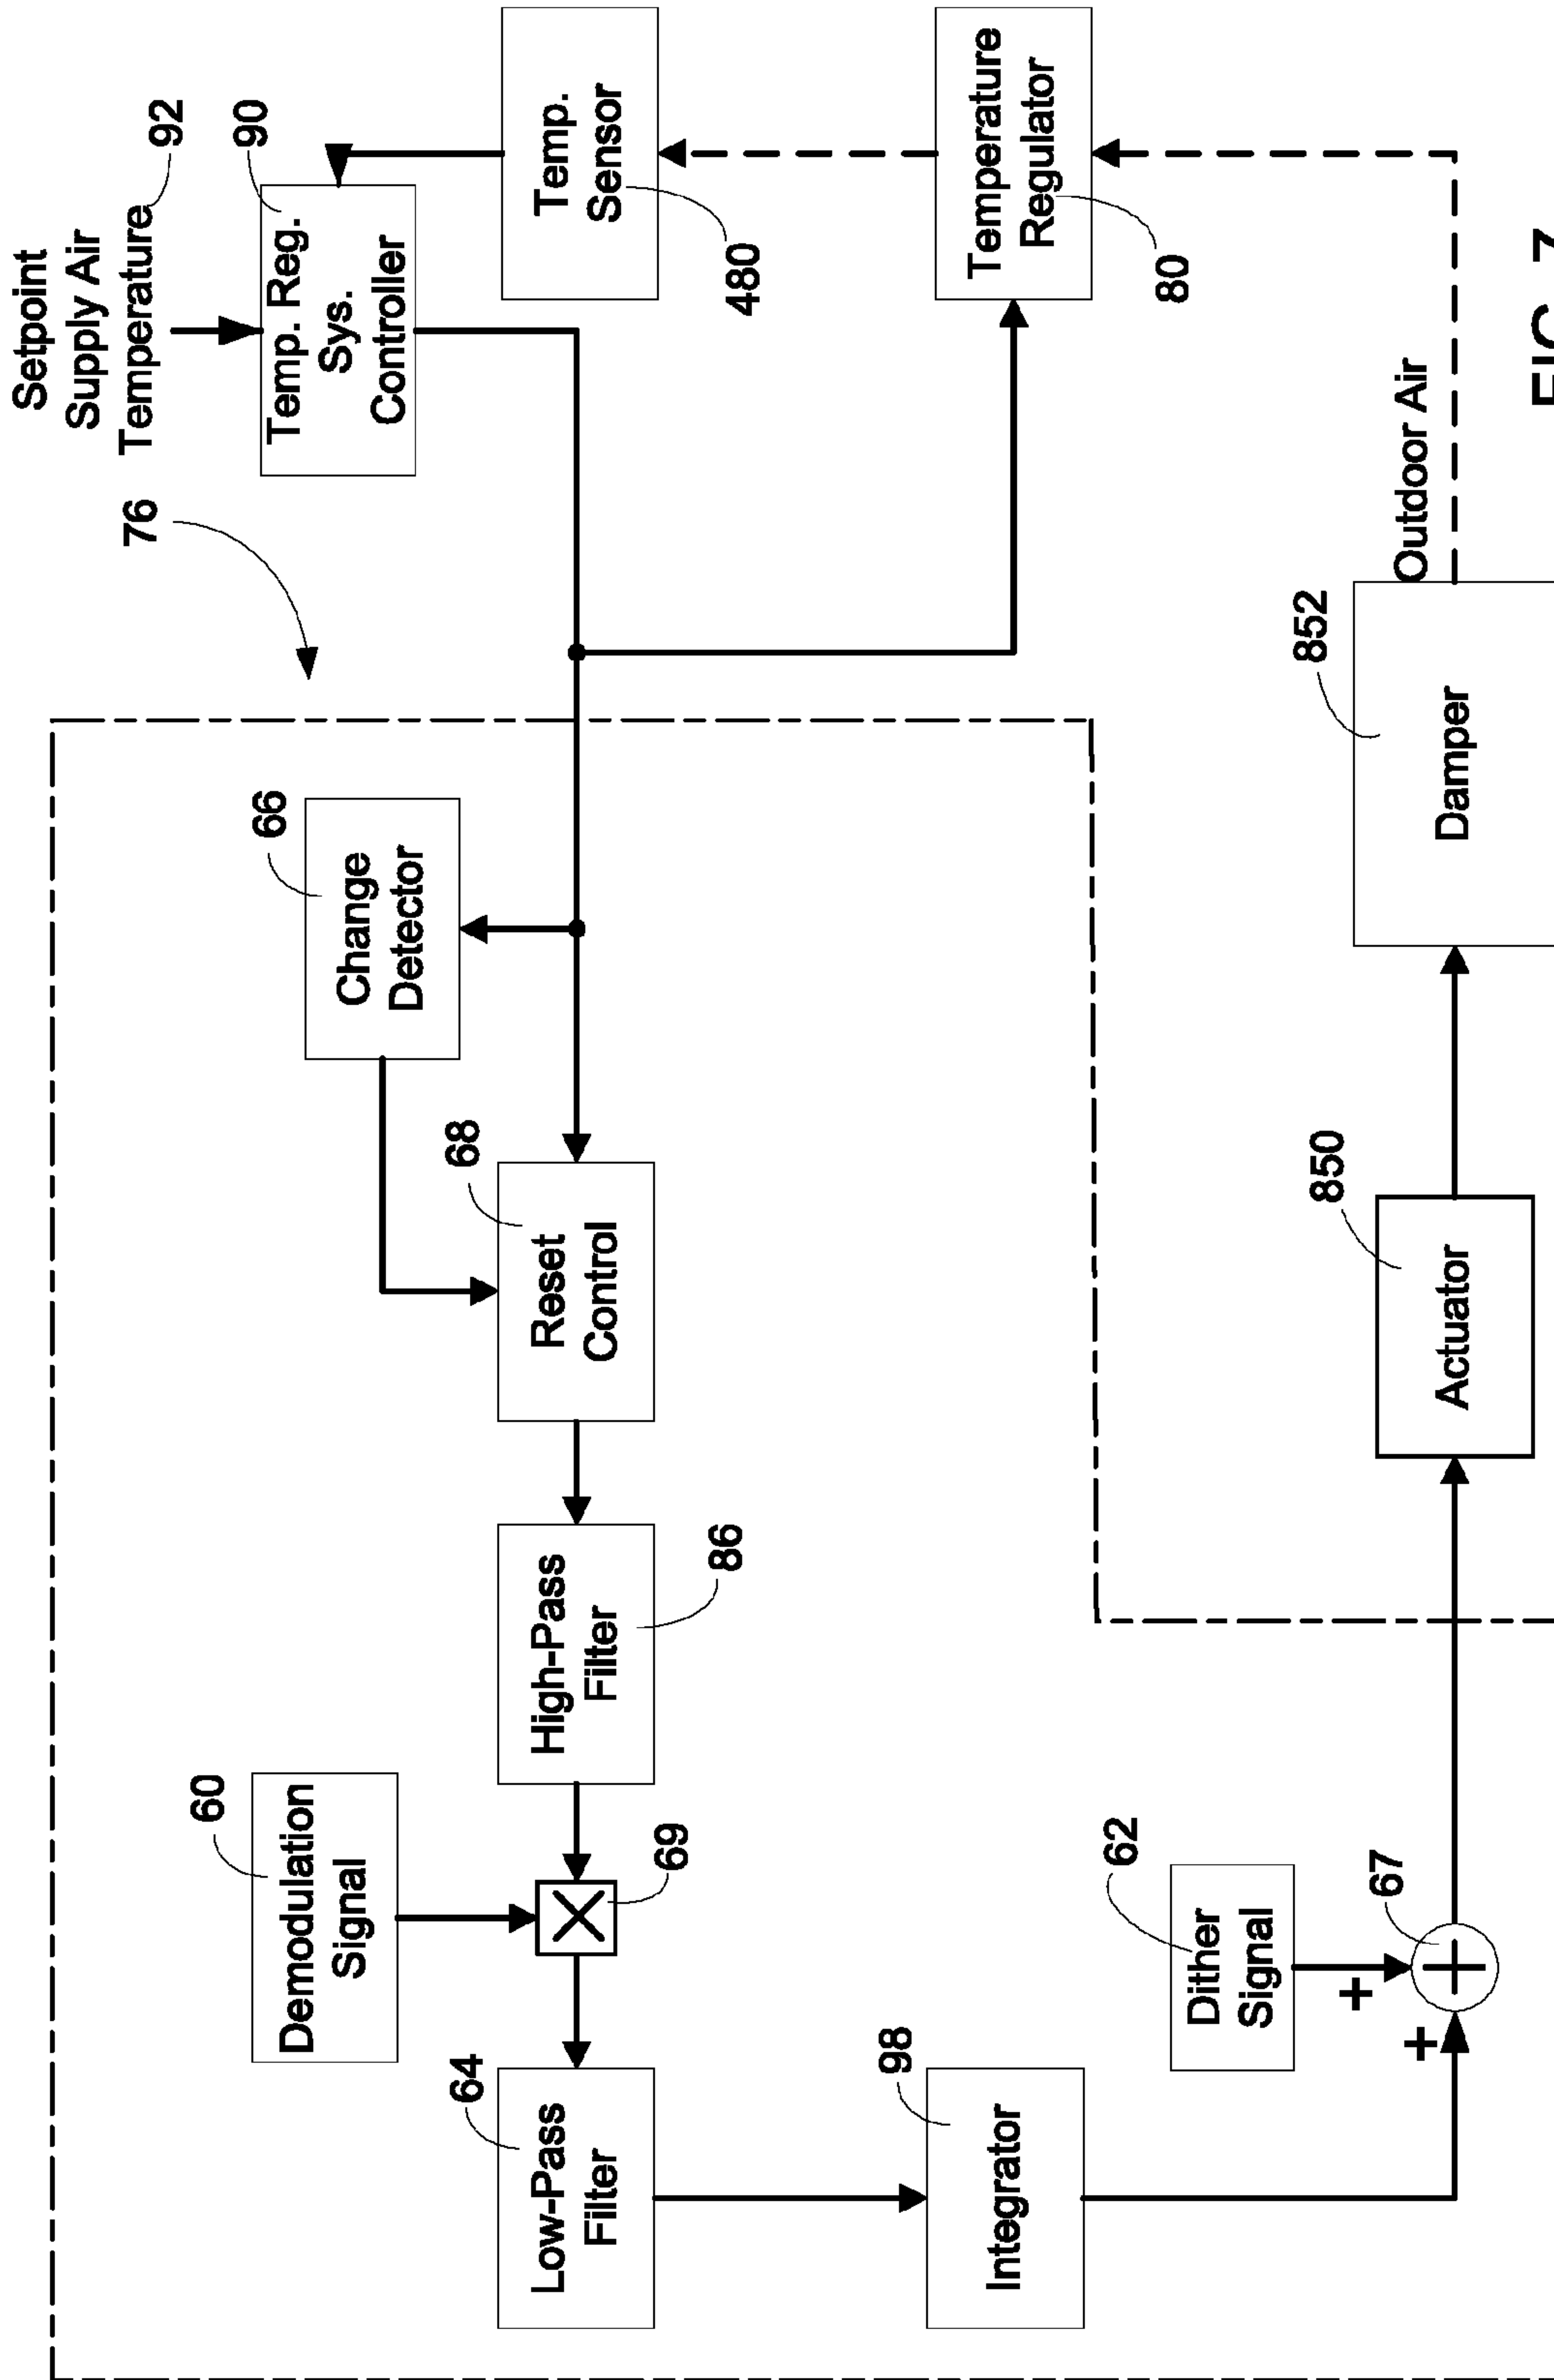 Setpoint
Supply Air
Temperature
92
76
90
Temp. Reg.
Sys.
Controller
60
Demodulation
Signal
66
Change
Detector
64
Low-Pass
Filter
69
High-Pass
Filter
86
68
Reset
Control
Temp.
Sensor
480
98
Integrator
Temperature
Regulator
80
62
Dither
Signal
+
+
67
850
Actuator
852
Damper
Outdoor Air